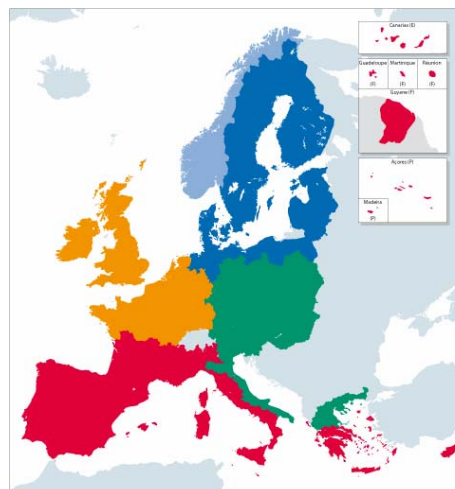 Canarias (E)
Guadeloupe Martinique Réunion
(F) (F) (F)
Guyane (F)
Açores (P)
Madeira
(P)